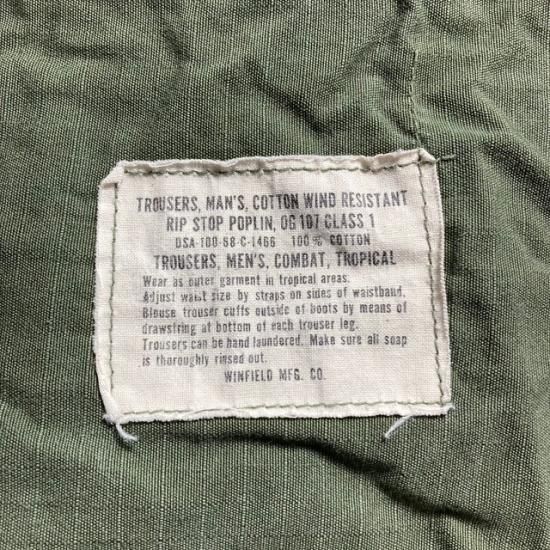 TROUSERS, MAN'S, COTTON WIND RESISTANT
RIP STOP POPLIN, OG 107 CLASS 1
DSA-100-68-C-1466 100% COTTON
TROUSERS, MEN'S, COMBAT, TROPICAL
Wear as outer garment in tropical areas.
Adjust waist size by straps on sides of waistband.
Blouse trouser cuffs outside of boots by means of
drawstring at bottom of each trouser leg.
Trousers can be hand laundered. Make sure all soap
is thoroughly rinsed out.
WINFIELD MFG. CO.